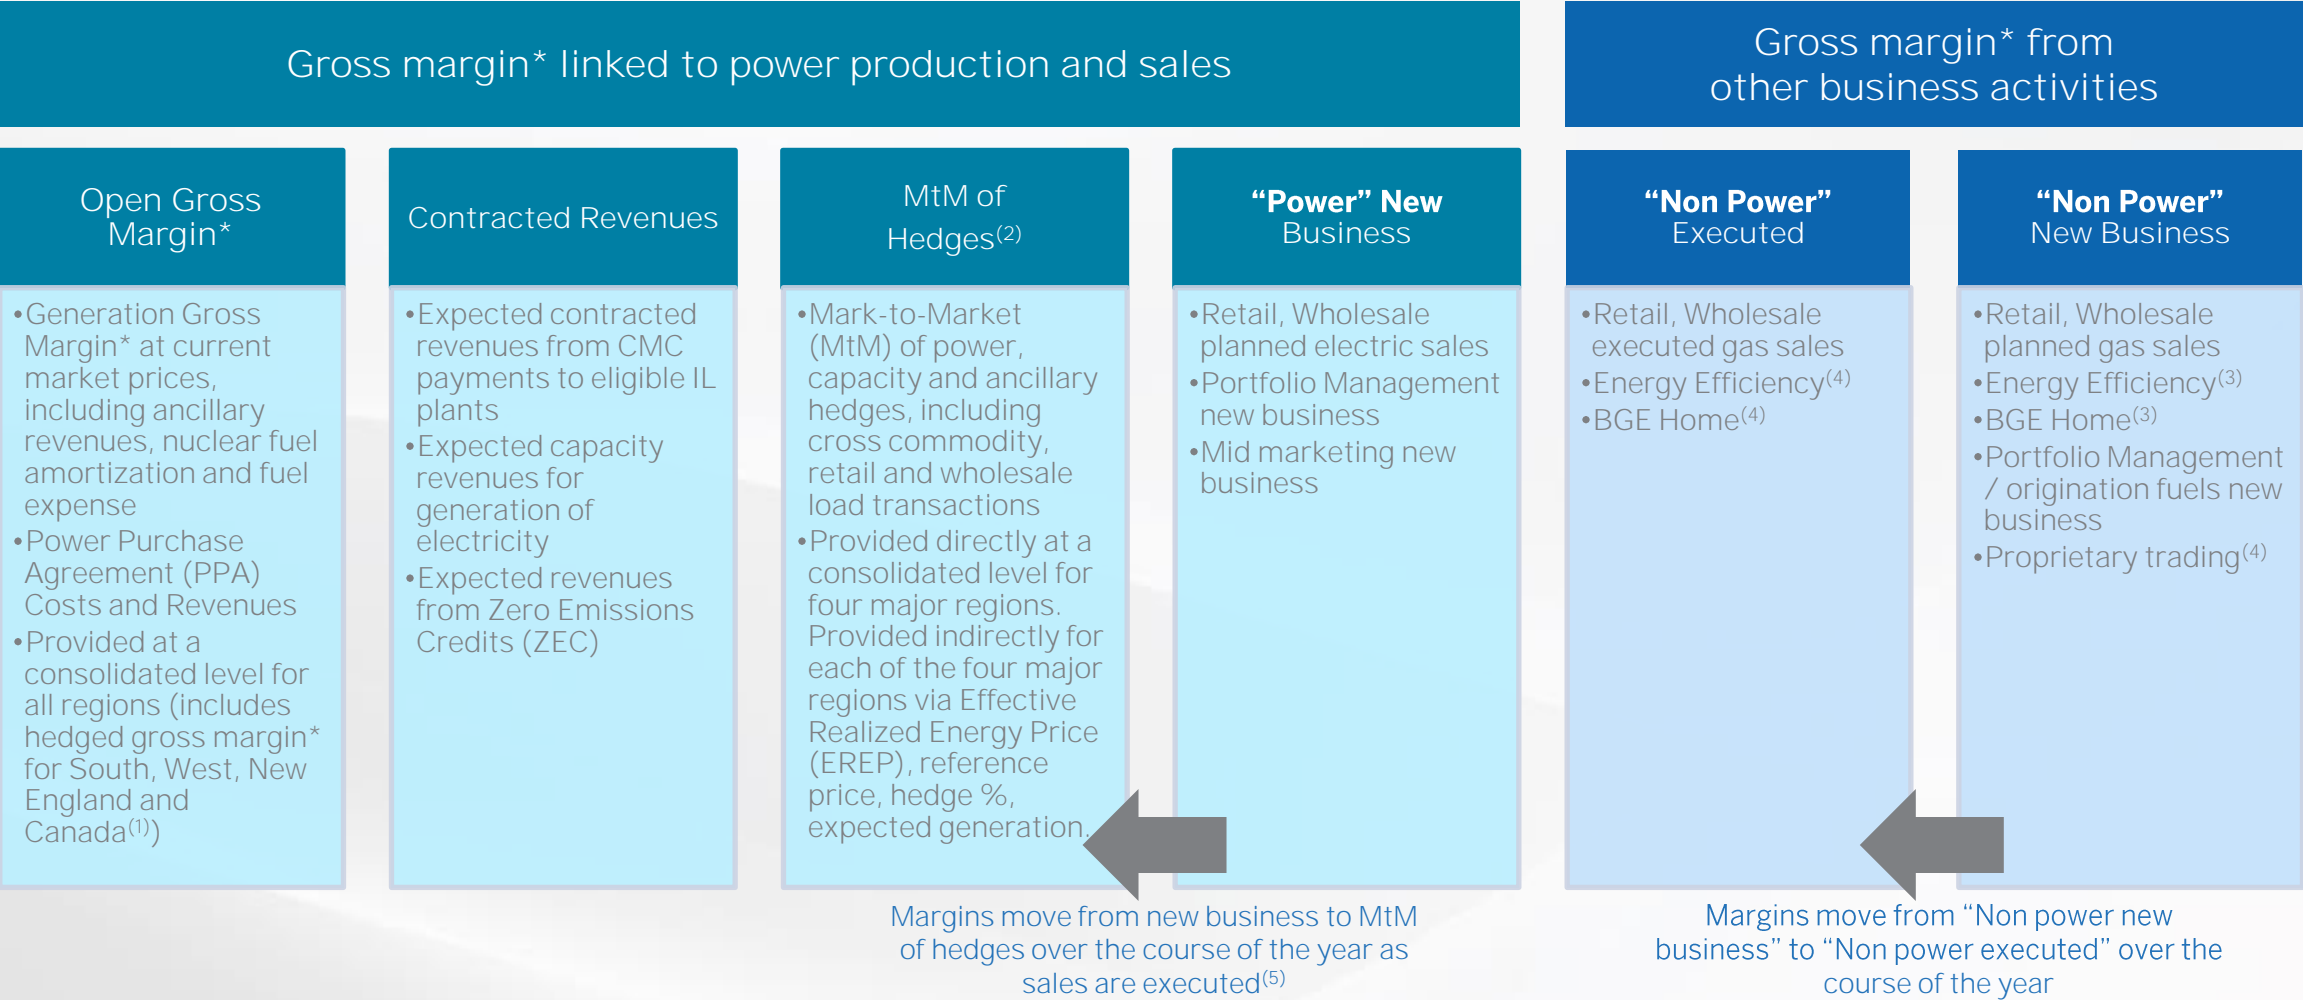 Gross margin* linked to power production and sales
Gross margin* from
other business activities
Open Gross
Margin*
•Generation Gross
Margin* at current
market prices,
including ancillary
revenues, nuclear fuel
amortization and fuel
expense
•Power Purchase
Agreement (PPA)
Costs and Revenues
•Provided at a
consolidated level for
all regions (includes
hedged gross margin*
for South, West, New
England and
Canada(1))
Contracted Revenues
•Expected contracted
revenues from CMC
payments to eligible IL
plants
•Expected capacity
revenues for
generation of
electricity
•Expected revenues
from Zero Emissions
Credits (ZEC)
MtM of
Hedges(2)
•Mark-to-Market
(MtM) of power,
capacity and ancillary
hedges, including
cross commodity,
retail and wholesale
load transactions
•Provided directly at a
consolidated level for
four major regions.
Provided indirectly for
each of the four major
regions via Effective
Realized Energy Price
(EREP), reference
price, hedge %,
expected generation.
“Power” New
Business
•Retail, Wholesale
planned electric sales
•Portfolio Management
new business
•Mid marketing new
business
“Non Power”
Executed
•Retail, Wholesale
executed gas sales
•Energy Efficiency(4)
•BGE Home(4)
“Non Power”
New Business
•Retail, Wholesale
planned gas sales
•Energy Efficiency(3)
•BGE Home(3)
•Portfolio Management
/ origination fuels new
business
•Proprietary trading(4)
Margins move from new business to MtM
of hedges over the course of the year as
sales are executed(5)
Margins move from “Non power new
business” to “Non power executed” over the
course of the year